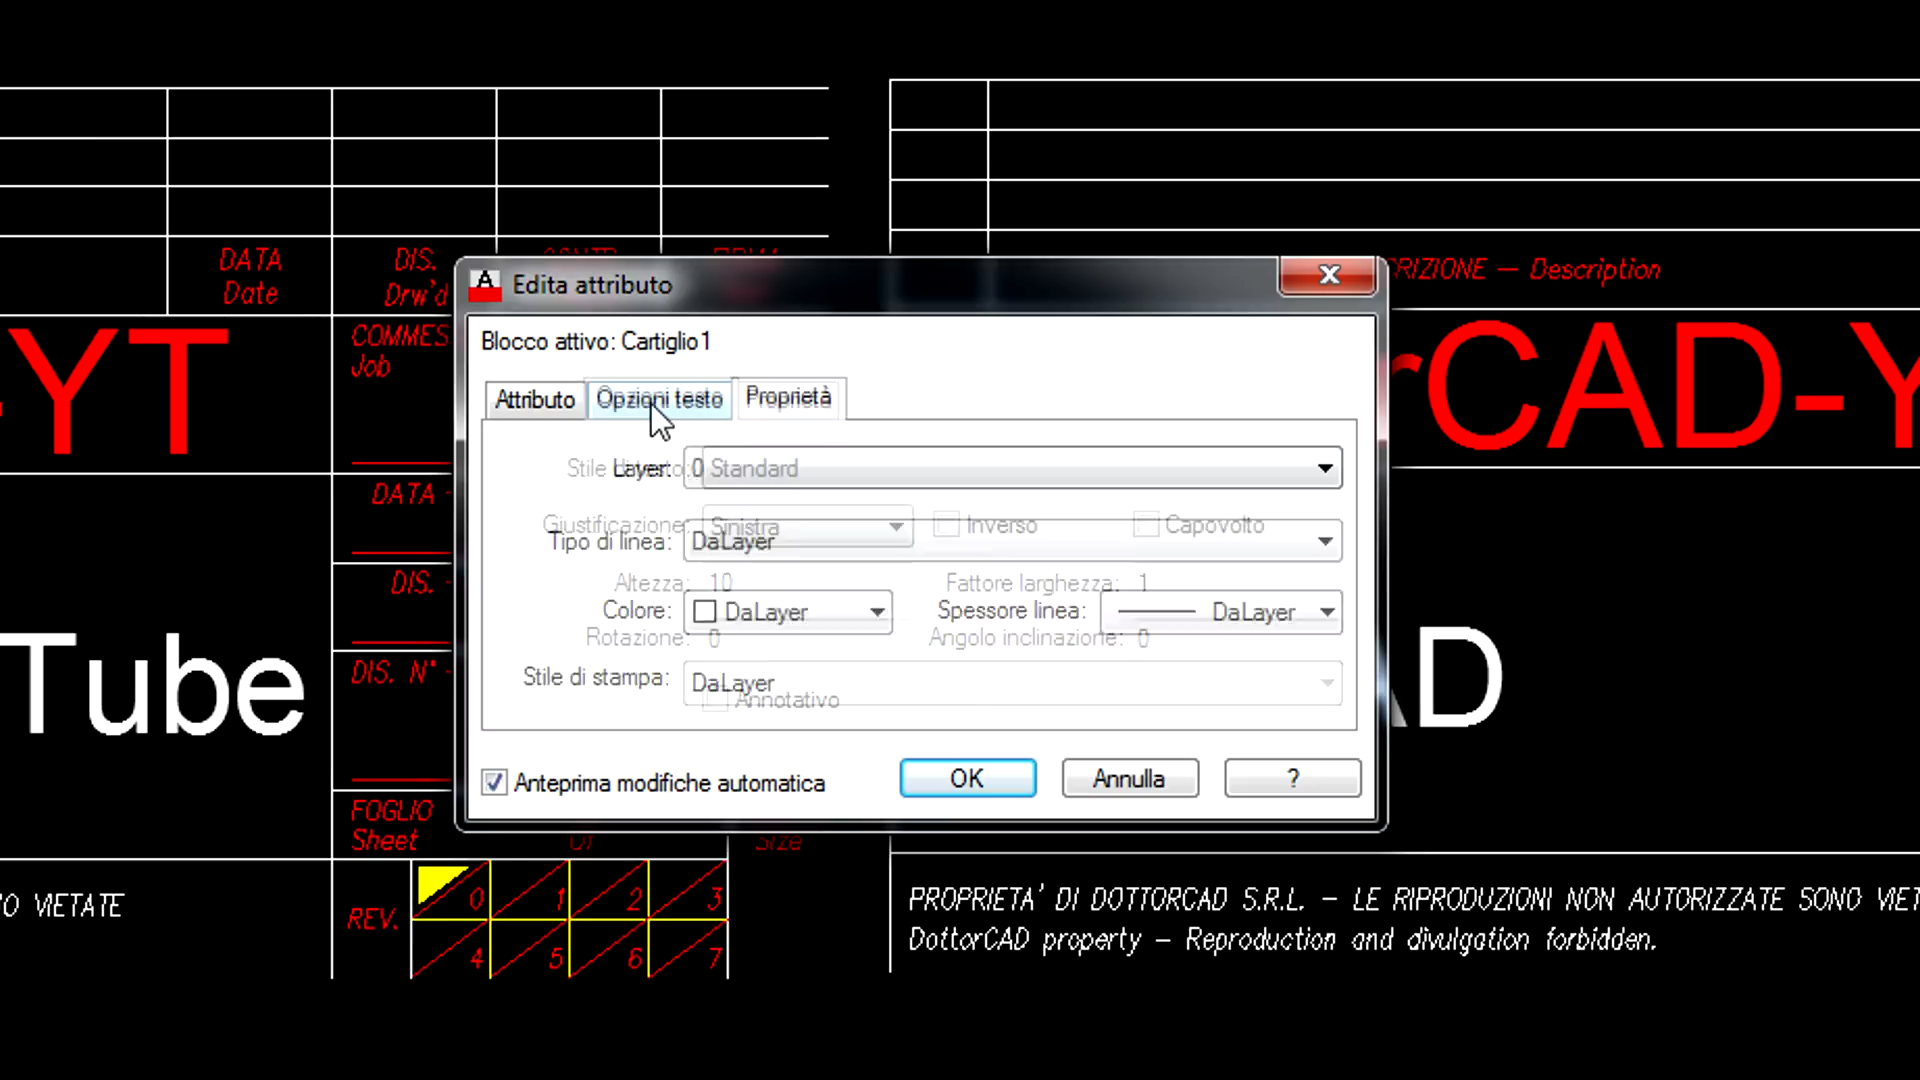 DATA
Date
DIS.
Drw'd
RIZIONE – Description
YT
COMMES
Job
rCAD-Y
DATA -
DIS. -
Tube
DIS. N° -
AD
FOGLIO
Sheet
Size
O VIETATE
REV.
0 1 2 3
4 5 6 7
PROPRIETA' DI DOTTORCAD S.R.L. – LE RIPRODUZIONI NON AUTORIZZATE SONO VIET
DottorCAD property – Reproduction and divulgation forbidden.
Edita attributo
Blocco attivo: Cartiglio1
Attributo Opzioni testo Proprietà
Layer: 0 Standard
Giustificazione: Sinistra Inverso Capovolto
Tipo di linea: DaLayer
Altezza: 10 Fattore larghezza: 1
Colore: DaLayer Spessore linea: DaLayer
Rotazione: 0 Angolo inclinazione: 0
Stile di stampa: DaLayer
Annotativo
Anteprima modifiche automatica
OK Annulla ?